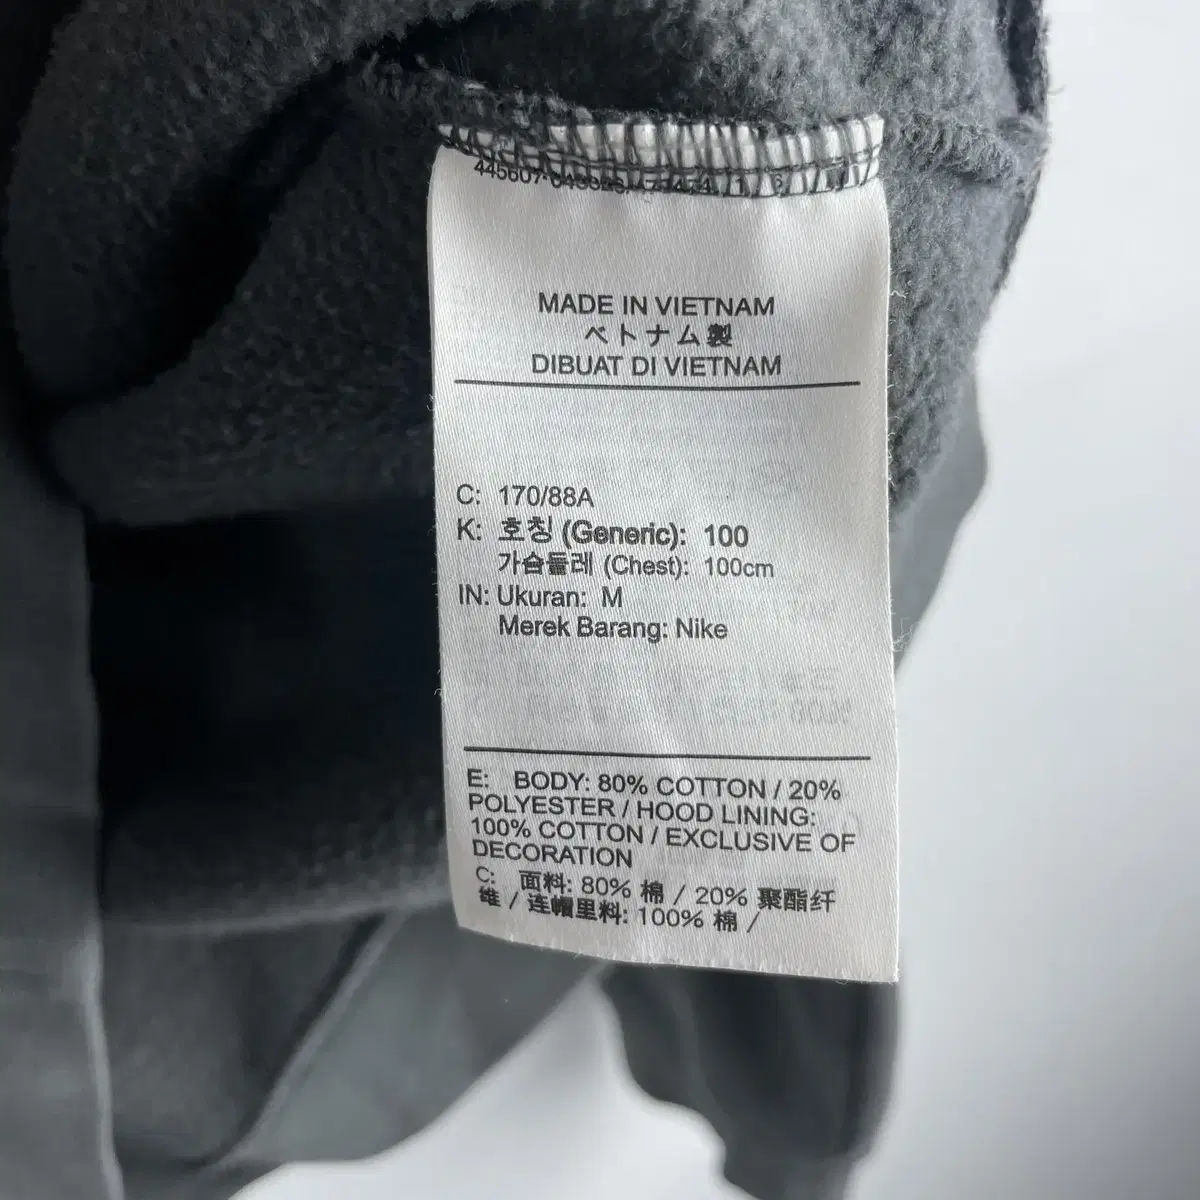 MADE IN VIETNAM
ベトナム製
DIBUAT DI VIETNAM
C: 170/88A
K: 호칭 (Generic): 100
가슴둘레 (Chest): 100cm
IN: Ukuran: M
Merek Barang: Nike
E: BODY: 80% COTTON / 20%
POLYESTER / HOOD LINING:
100% COTTON / EXCLUSIVE OF
DECORATION
C: 面料: 80% 棉 / 20% 聚酯纤
维 / 连帽里料: 100% 棉 /